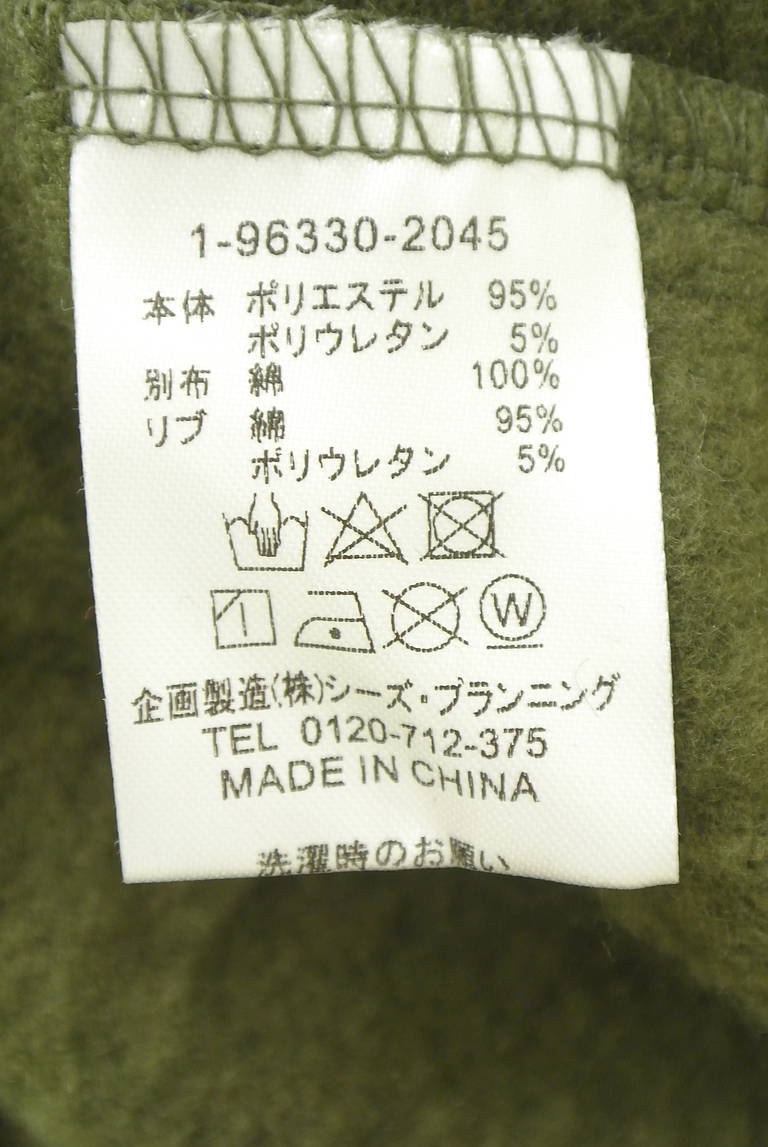 1-96330-2045
本体 ポリエステル 95%
ポリウレタン 5%
別布 綿 100%
リブ 綿 95%
ポリウレタン 5%
W
企画製造(株)シーズ・プランニング
TEL 0120-712-375
MADE IN CHINA
洗濯時のお願い